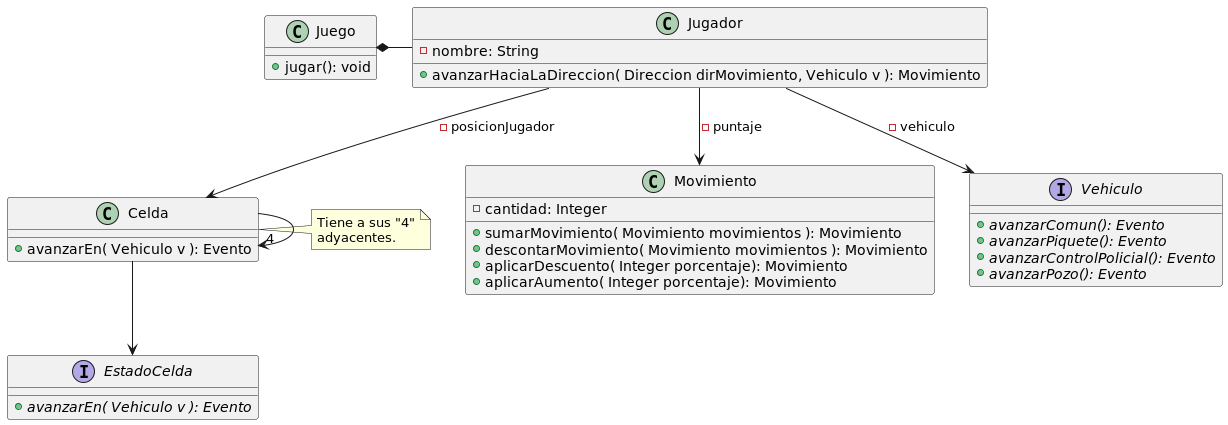 C Juego
+ jugar(): void
C Jugador
nombre: String
avanzarHaciaLaDireccion( Direccion dirMovimiento, Vehiculo v ): Movimiento
posicionJugador
puntaje
vehiculo
C Celda
avanzarEn( Vehiculo v ): Evento
4
Tiene a sus "4"
adyacentes.
C Movimiento
cantidad: Integer
sumarMovimiento( Movimiento movimientos ): Movimiento
descontarMovimiento( Movimiento movimientos ): Movimiento
aplicarDescuento( Integer porcentaje): Movimiento
aplicarAumento( Integer porcentaje): Movimiento
I Vehiculo
avanzarComun(): Evento
avanzarPiquete(): Evento
avanzarControlPolicial(): Evento
avanzarPozo(): Evento
I EstadoCelda
avanzarEn( Vehiculo v ): Evento